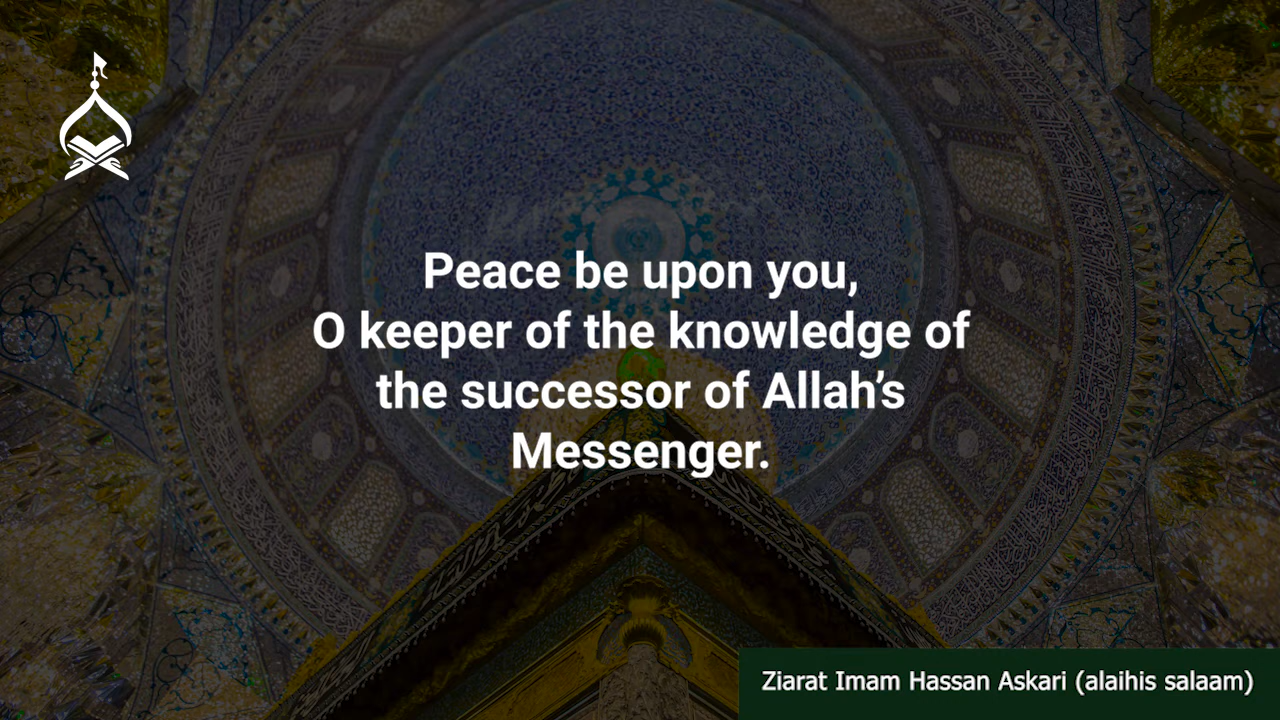 Peace be upon you,
O keeper of the knowledge of
the successor of Allah’s
Messenger.
Ziarat Imam Hassan Askari (alaihis salaam)